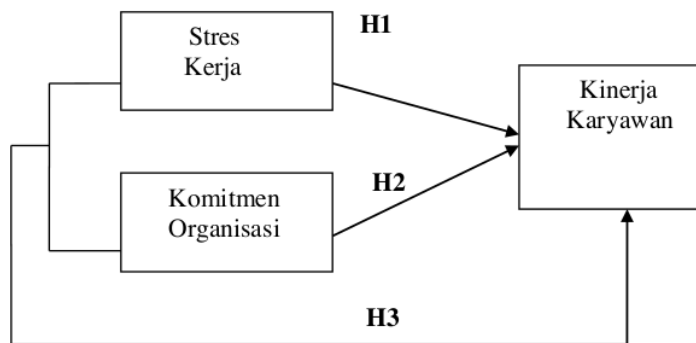 H1
Stres
Kerja
Kinerja
Karyawan
H2
Komitmen
Organisasi
H3